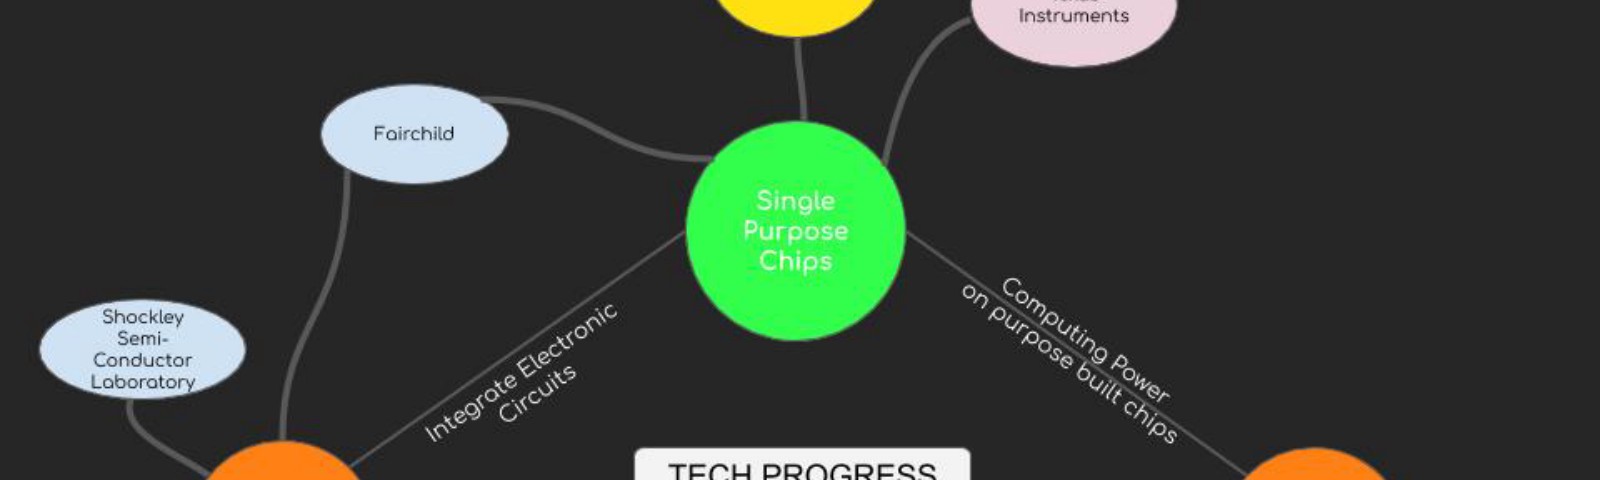 Instruments
Fairchild
Single
Purpose
Chips
Shockley
Semi-
Conductor
Laboratory
Integrate Electronic
Circuits
Computing Power
on purpose built chips
TECH PROGRESS